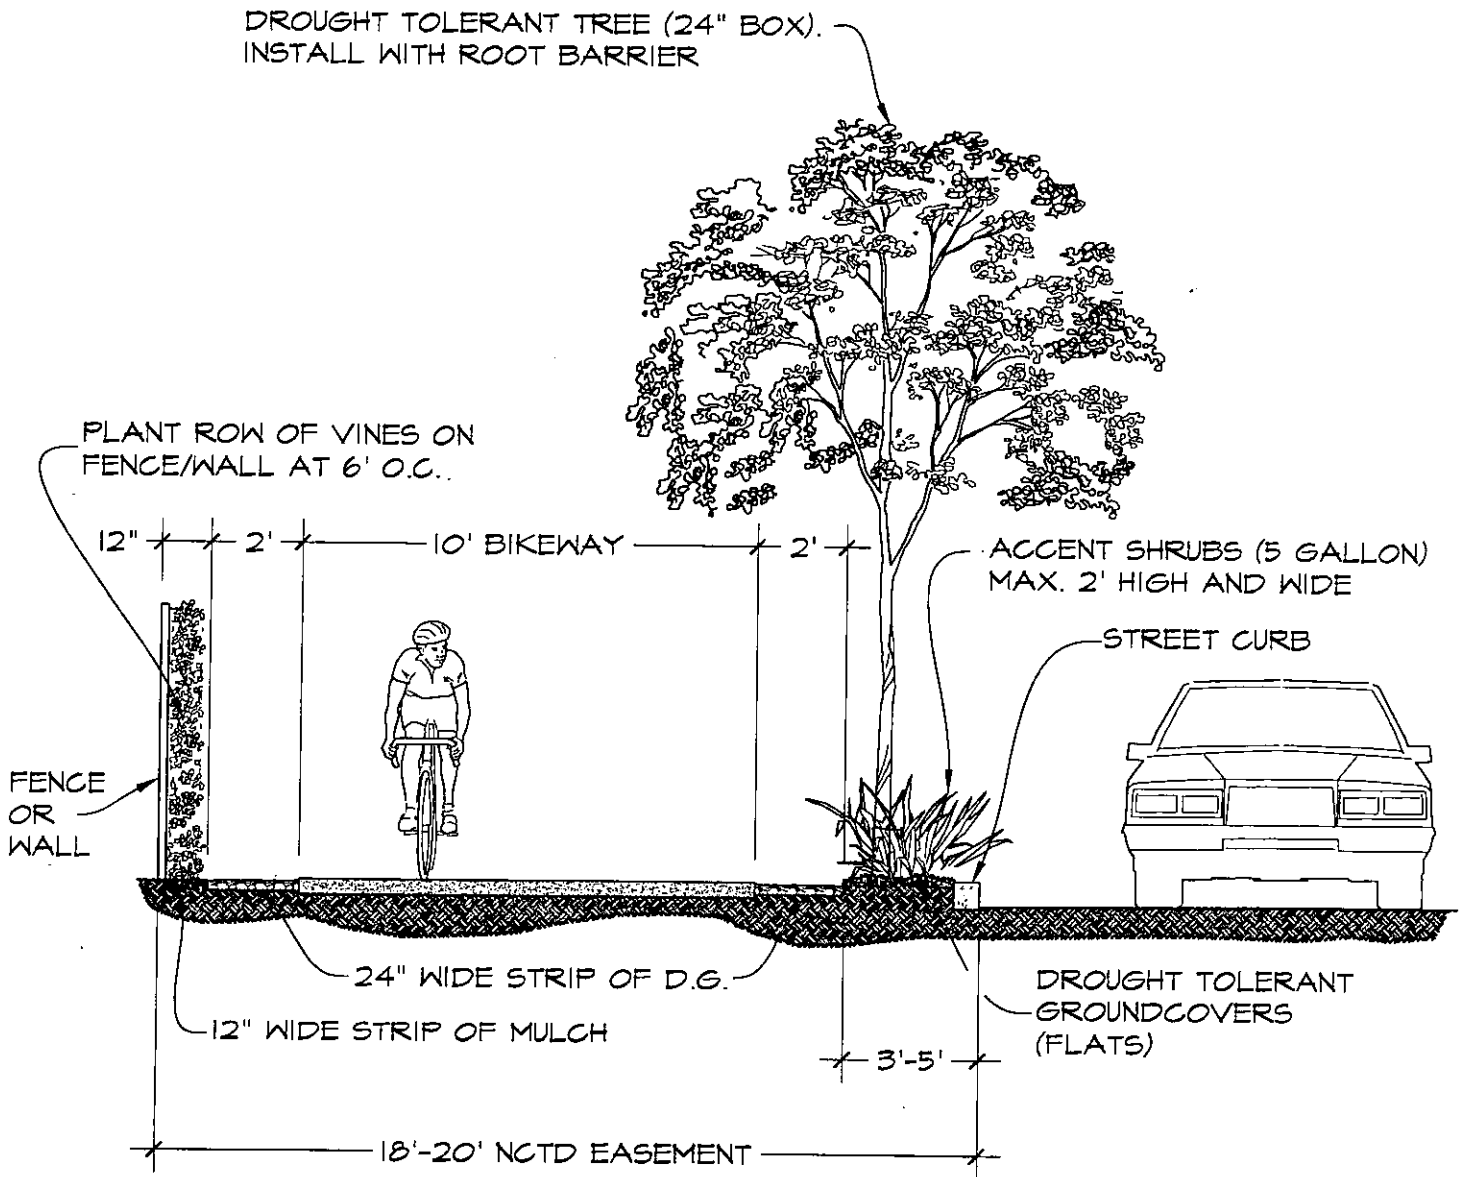 DROUGHT TOLERANT TREE (24" BOX).
INSTALL WITH ROOT BARRIER
PLANT ROW OF VINES ON
FENCE/WALL AT 6' O.C.
12"
2'
10' BIKEWAY
2'
ACCENT SHRUBS (5 GALLON)
MAX. 2' HIGH AND WIDE
STREET CURB
FENCE
OR
WALL
24" WIDE STRIP OF D.G.
12" WIDE STRIP OF MULCH
DROUGHT TOLERANT
GROUNDCOVERS
(FLATS)
3'-5'
18'-20' NCTD EASEMENT